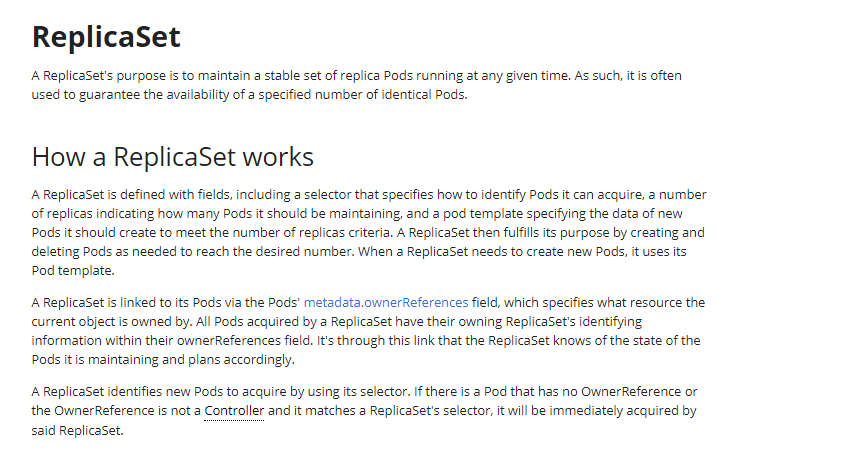 ReplicaSet
A ReplicaSet's purpose is to maintain a stable set of replica Pods running at any given time. As such, it is often
used to guarantee the availability of a specified number of identical Pods.
How a ReplicaSet works
A ReplicaSet is defined with fields, including a selector that specifies how to identify Pods it can acquire, a number
of replicas indicating how many Pods it should be maintaining, and a pod template specifying the data of new
Pods it should create to meet the number of replicas criteria. A ReplicaSet then fulfills its purpose by creating and
deleting Pods as needed to reach the desired number. When a ReplicaSet needs to create new Pods, it uses its
Pod template.
A ReplicaSet is linked to its Pods via the Pods' metadata.ownerReferences field, which specifies what resource the
current object is owned by. All Pods acquired by a ReplicaSet have their owning ReplicaSet's identifying
information within their ownerReferences field. It's through this link that the ReplicaSet knows of the state of the
Pods it is maintaining and plans accordingly.
A ReplicaSet identifies new Pods to acquire by using its selector. If there is a Pod that has no OwnerReference or
the OwnerReference is not a Controller and it matches a ReplicaSet's selector, it will be immediately acquired by
said ReplicaSet.